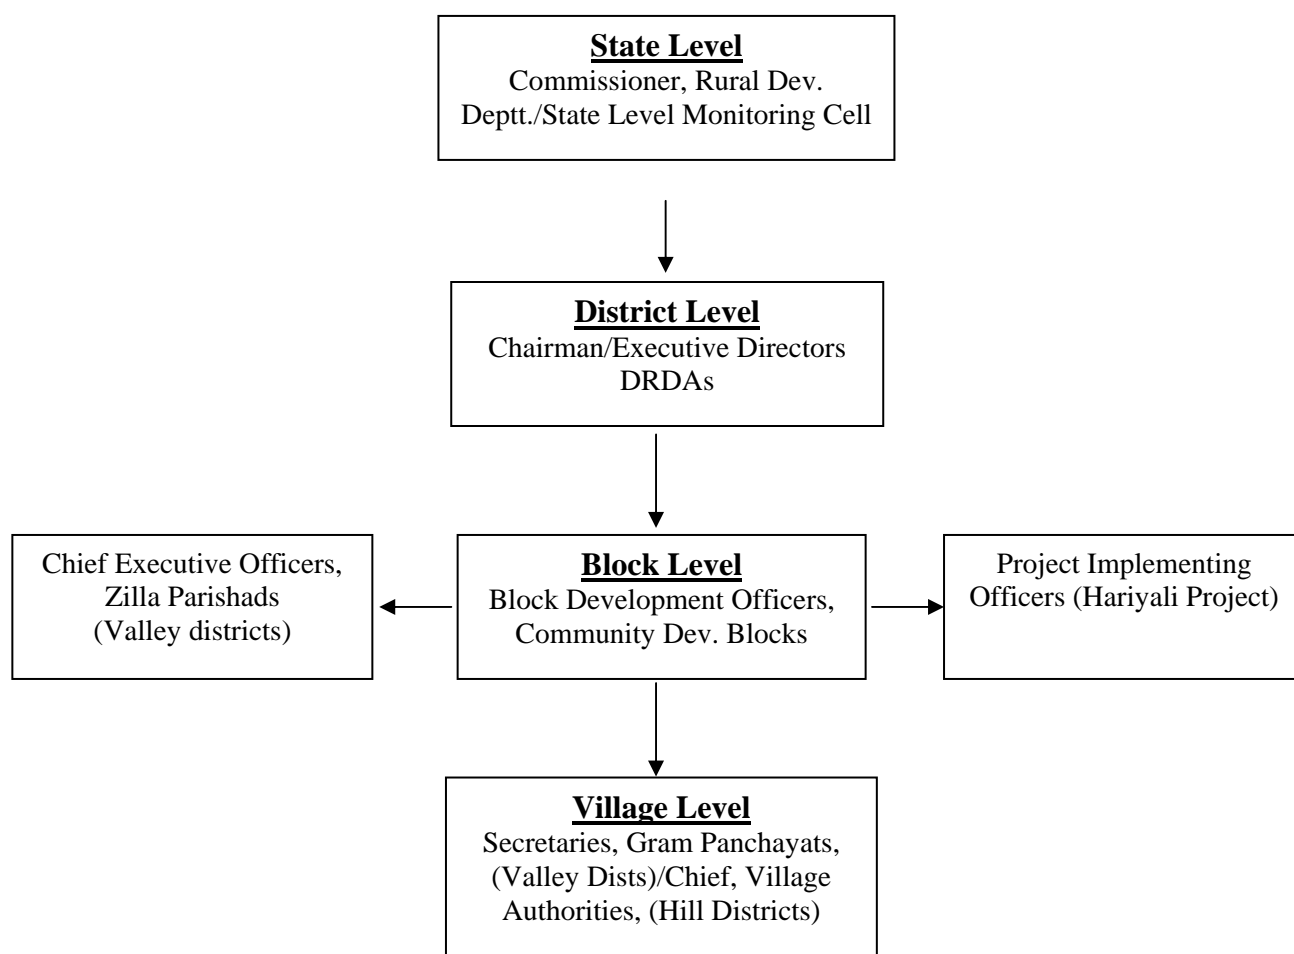 State Level
Commissioner, Rural Dev.
Deptt./State Level Monitoring Cell
District Level
Chairman/Executive Directors
DRDAs
Chief Executive Officers,
Zilla Parishads
(Valley districts)
Block Level
Block Development Officers,
Community Dev. Blocks
Project Implementing
Officers (Hariyali Project)
Village Level
Secretaries, Gram Panchayats,
(Valley Dists)/Chief, Village
Authorities, (Hill Districts)